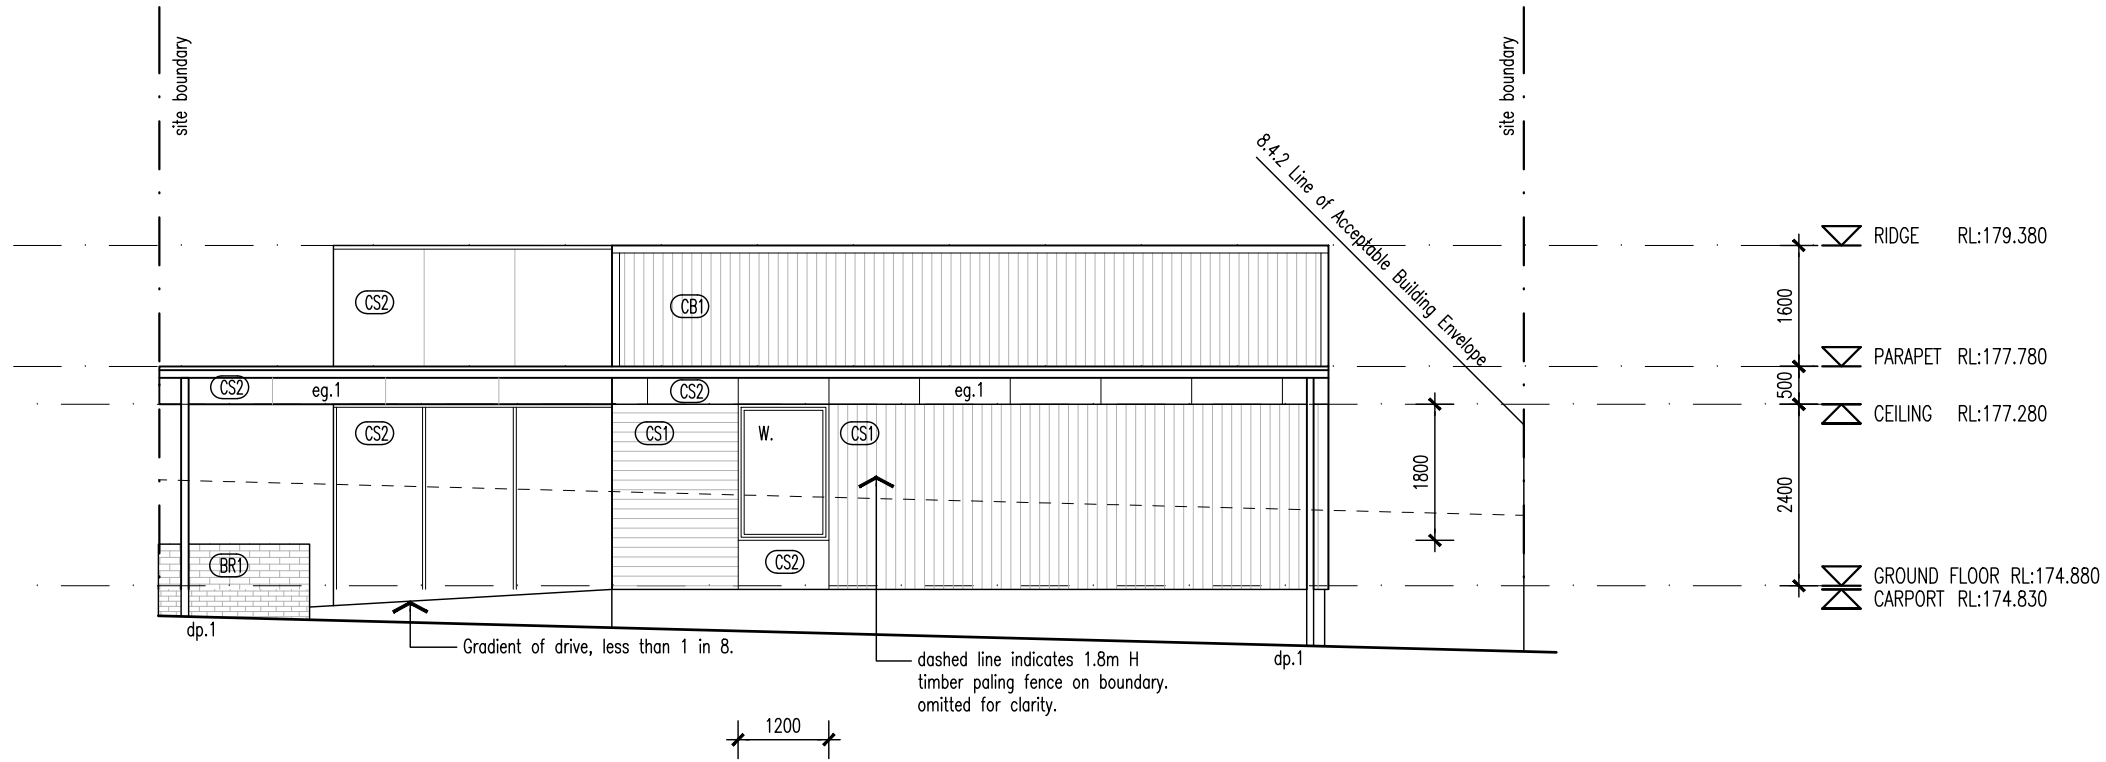 site boundary
site boundary
8.4.2 Line of Acceptable Building Envelope
RIDGE RL:179.380
CS2
CB1
1600
PARAPET RL:177.780
CS2
eg.1
CS2
eg.1
500
CEILING RL:177.280
CS2
CS1
W.
CS1
1800
2400
BR1
CS2
GROUND FLOOR RL:174.880
CARPORT RL:174.830
dp.1
Gradient of drive, less than 1 in 8.
dashed line indicates 1.8m H
timber paling fence on boundary.
omitted for clarity.
dp.1
1200